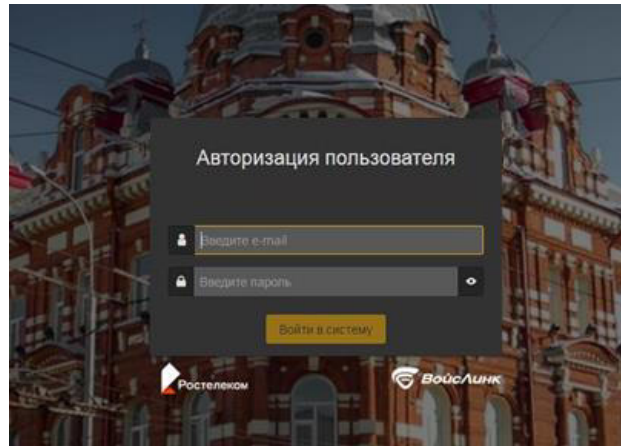 Авторизация пользователя
Введите e-mail
Введите пароль
Войти в систему
Ростелеком
ВойсЛинк